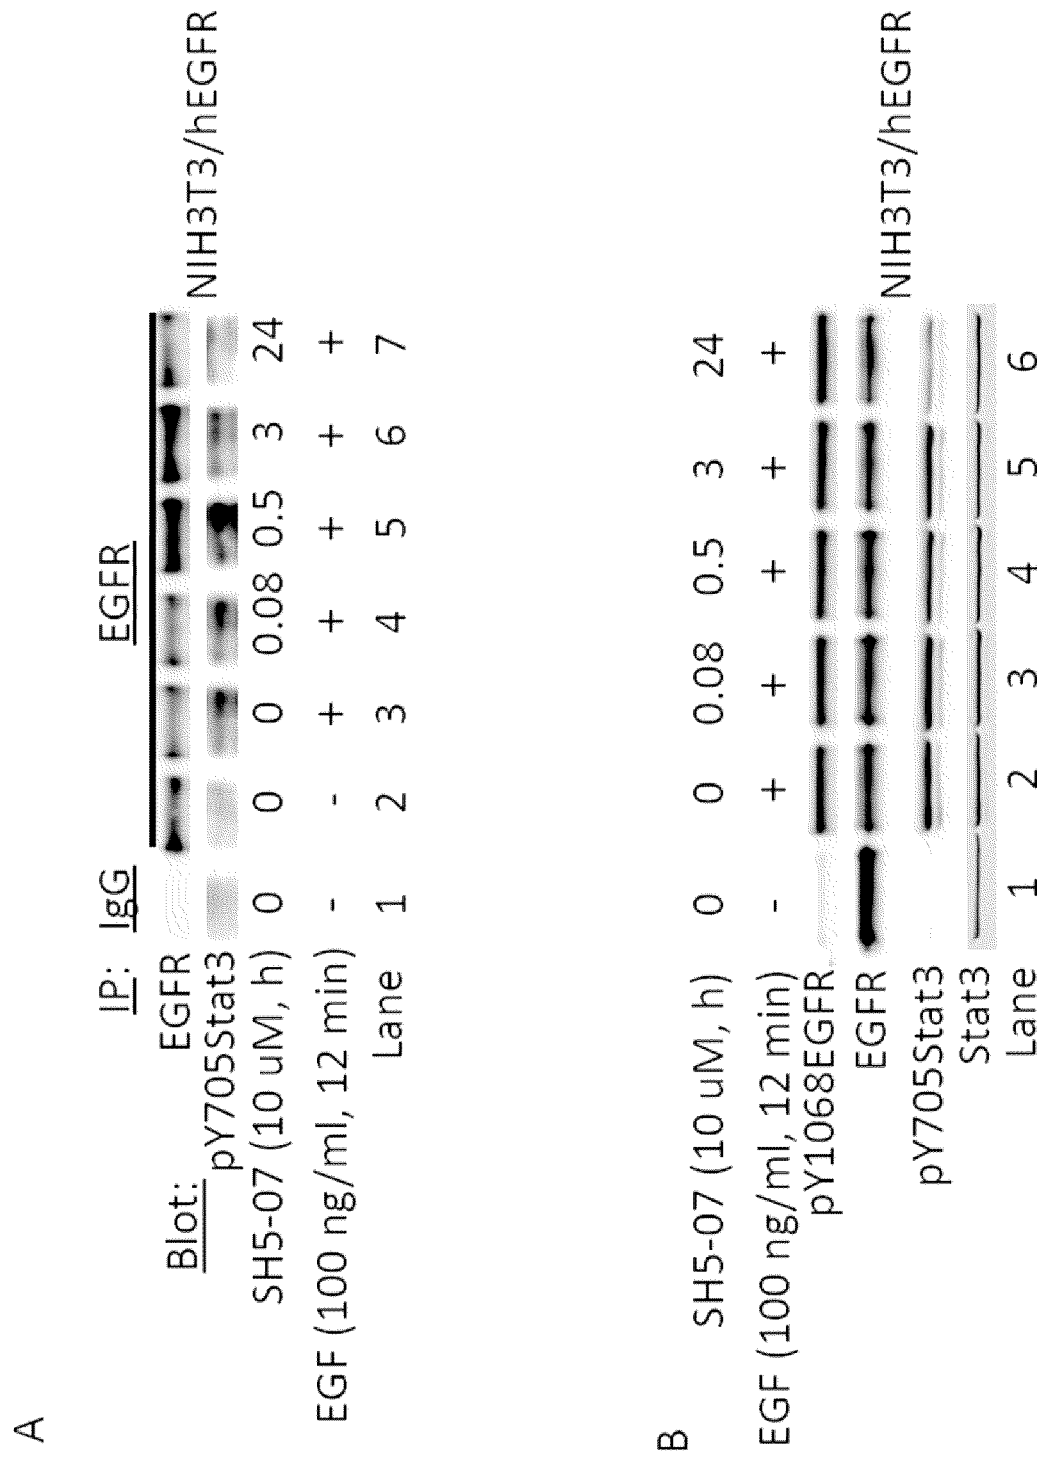 A
IP: IgG EGFR
Blot: EGFR
pY705Stat3
NIH3T3/hEGFR
SH5-07 (10 uM, h) 0 0 0 0.08 0.5 3 24
EGF (100 ng/ml, 12 min) - - + + + + +
Lane 1 2 3 4 5 6 7
B
SH5-07 (10 uM, h) 0 0 0.08 0.5 3 24
EGF (100 ng/ml, 12 min) - + + + + +
pY1068EGFR
EGFR
NIH3T3/hEGFR
pY705Stat3
Stat3
Lane 1 2 3 4 5 6